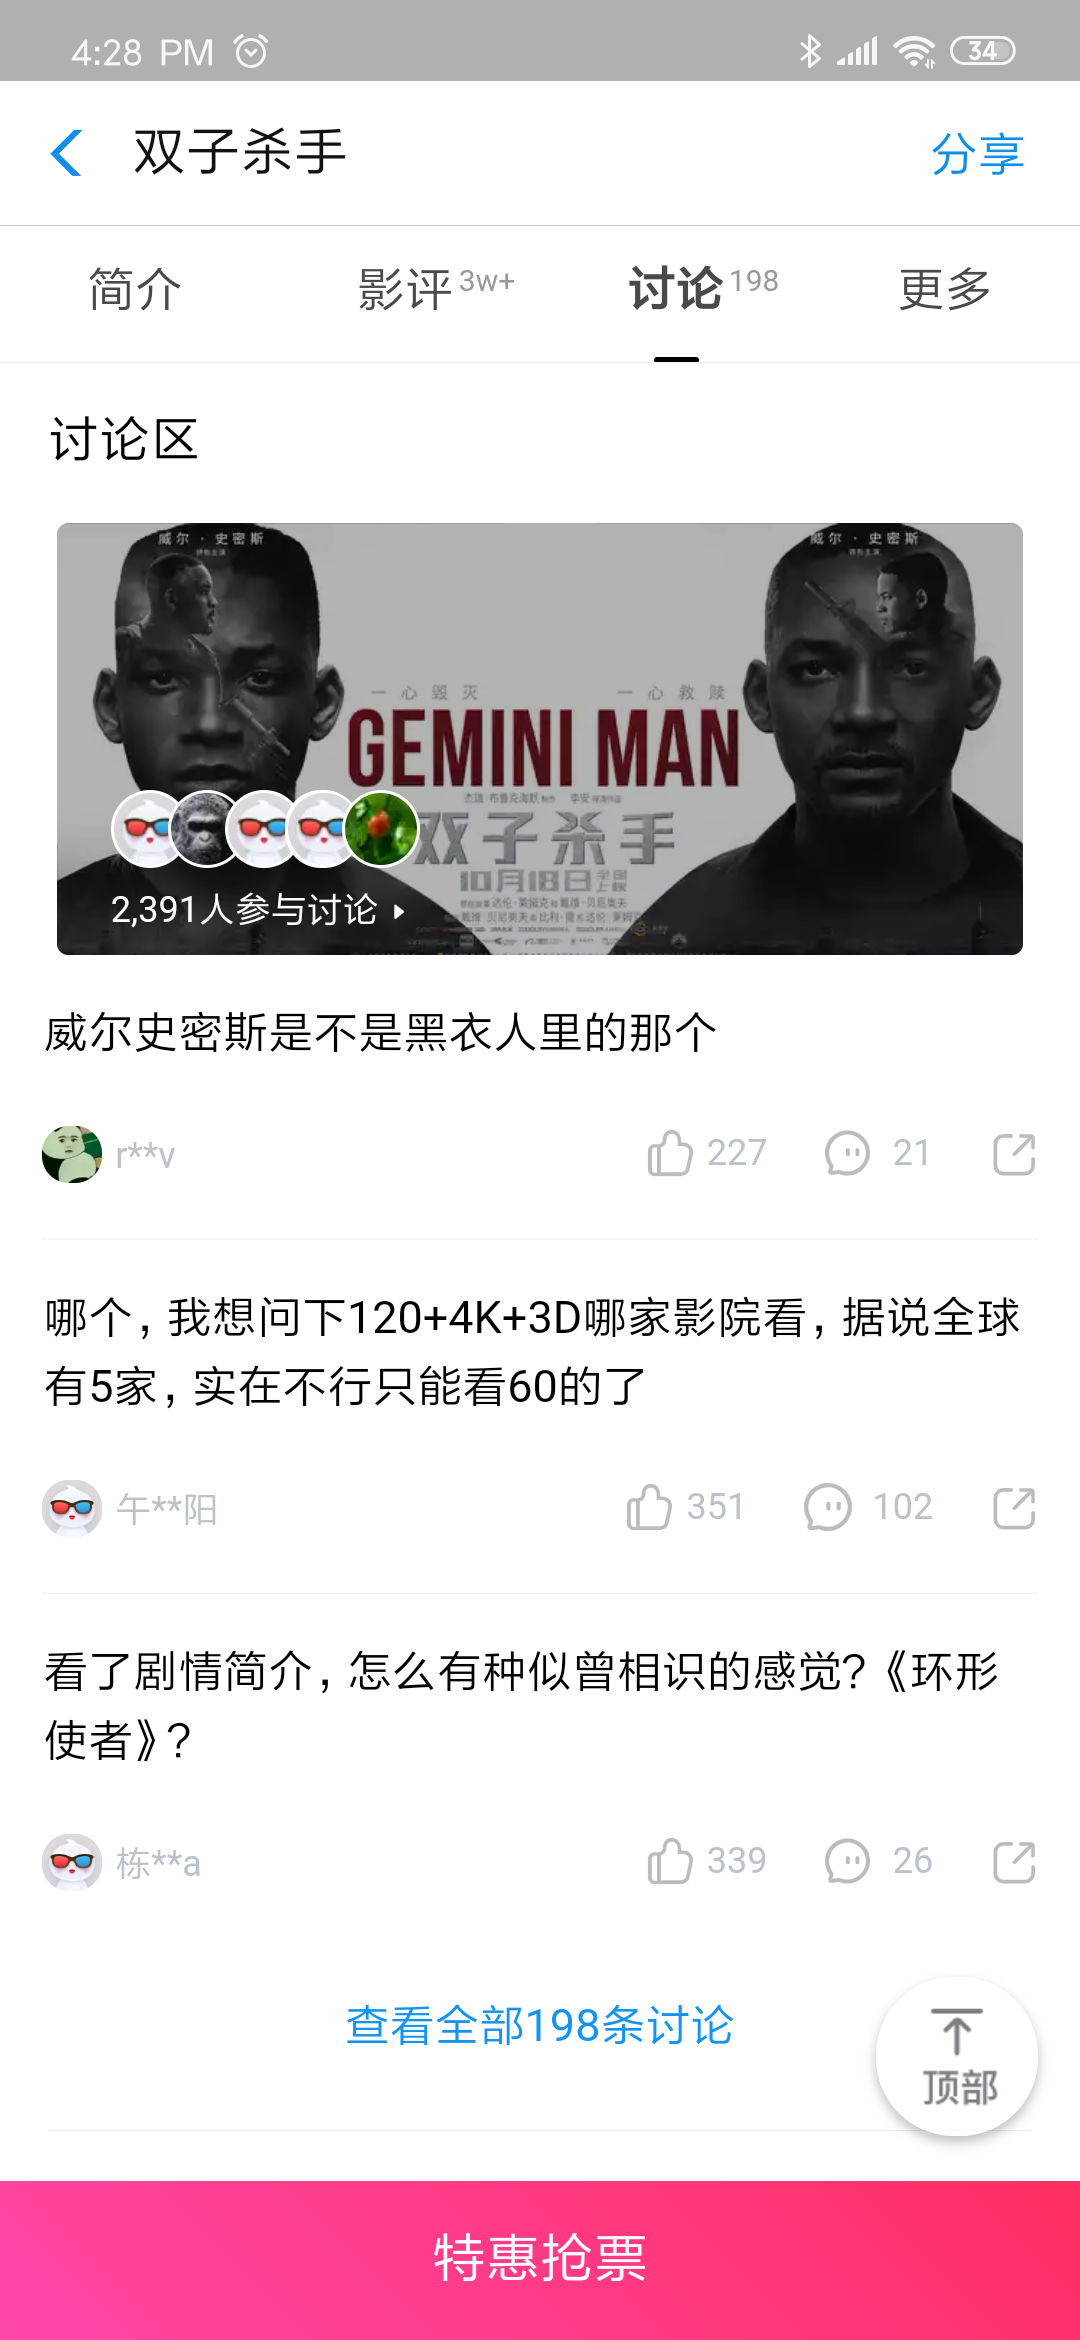 4:28 PM
34
双子杀手
分享
简介
影评 3w+
讨论 198
更多
讨论区
威尔·史密斯
威尔·史密斯
一心毁灭
一心救赎
GEMINI MAN
双子杀手
10月18日
2,391人参与讨论
威尔史密斯是不是黑衣人里的那个
r**v
227
21
哪个，我想问下120+4K+3D哪家影院看，据说全球
有5家，实在不行只能看60的了
午**阳
351
102
看了剧情简介，怎么有种似曾相识的感觉?《环形
使者》?
栋**a
339
26
查看全部198条讨论
顶部
特惠抢票